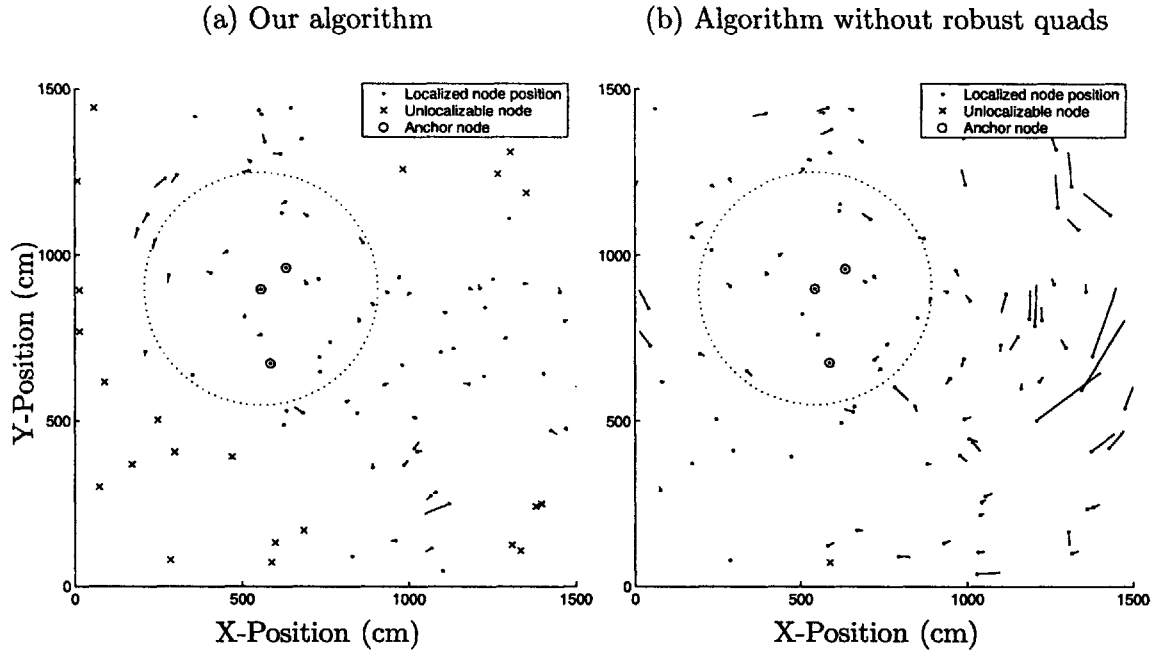 (a) Our algorithm
(b) Algorithm without robust quads
1500
1000
500
0
0
500
1000
1500
Y-Position (cm)
X-Position (cm)
Localized node position
Unlocalizable node
Anchor node
1500
1000
500
0
0
500
1000
1500
X-Position (cm)
Localized node position
Unlocalizable node
Anchor node